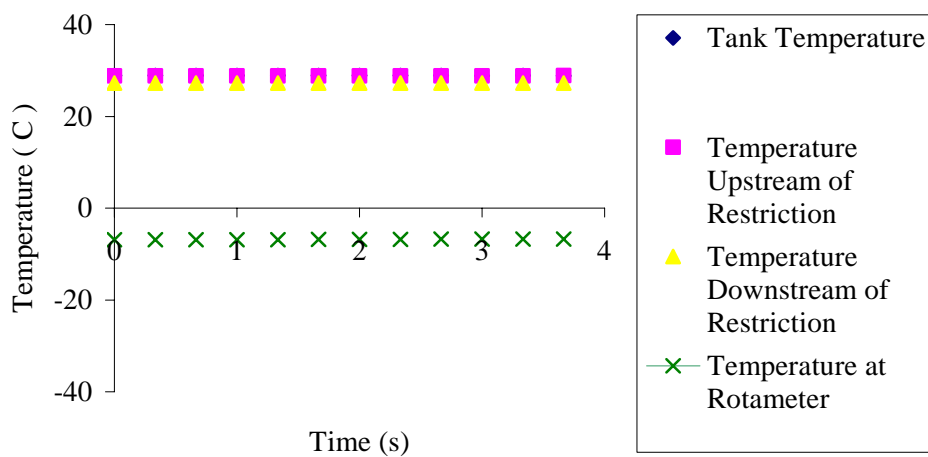 40
20
0
-20
-40
0
1
2
3
4
Temperature ( C )
Time (s)
Tank Temperature
Temperature
Upstream of
Restriction
Temperature
Downstream of
Restriction
Temperature at
Rotameter